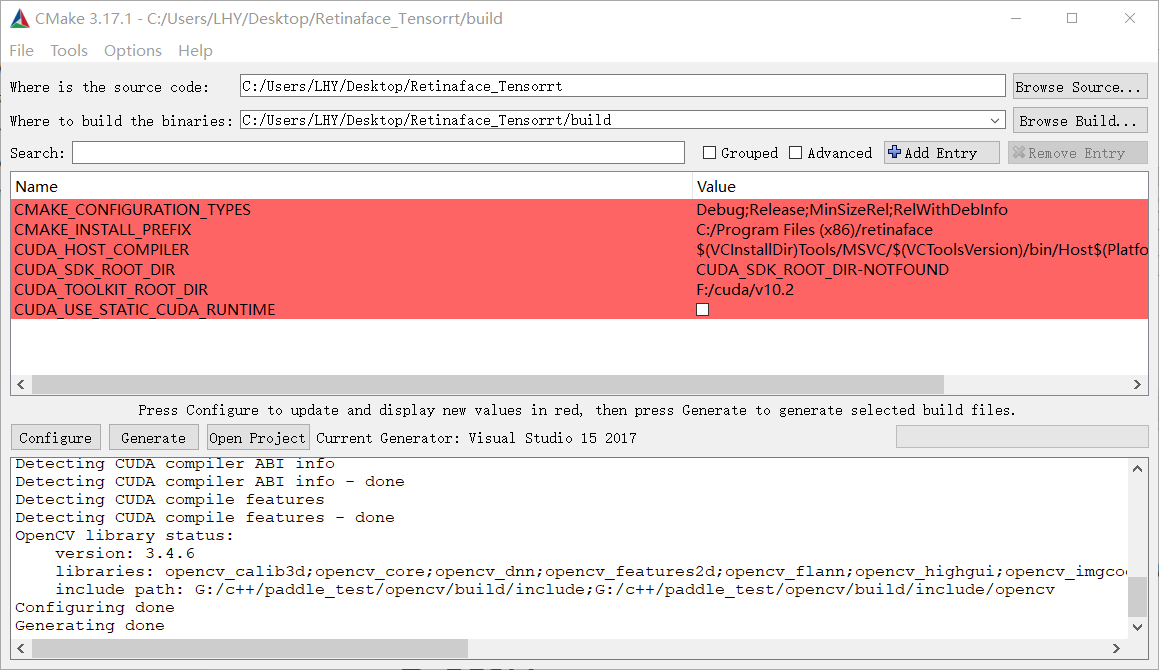 CMake 3.17.1 - C:/Users/LHY/Desktop/Retinaface_Tensorrt/build
File Tools Options Help
Where is the source code: C:/Users/LHY/Desktop/Retinaface_Tensorrt Browse Source...
Where to build the binaries: C:/Users/LHY/Desktop/Retinaface_Tensorrt/build Browse Build...
Search: Grouped Advanced Add Entry Remove Entry
Name Value
CMAKE_CONFIGURATION_TYPES Debug;Release;MinSizeRel;RelWithDebInfo
CMAKE_INSTALL_PREFIX C:/Program Files (x86)/retinaface
CUDA_HOST_COMPILER $(VCInstallDir)Tools/MSVC/$(VCToolsVersion)/bin/Host$(Platfo
CUDA_SDK_ROOT_DIR CUDA_SDK_ROOT_DIR-NOTFOUND
CUDA_TOOLKIT_ROOT_DIR F:/cuda/v10.2
CUDA_USE_STATIC_CUDA_RUNTIME
Press Configure to update and display new values in red, then press Generate to generate selected build files.
Configure Generate Open Project Current Generator: Visual Studio 15 2017
Detecting CUDA compiler ABI info
Detecting CUDA compiler ABI info - done
Detecting CUDA compile features
Detecting CUDA compile features - done
OpenCV library status:
version: 3.4.6
libraries: opencv_calib3d;opencv_core;opencv_dnn;opencv_features2d;opencv_flann;opencv_highgui;opencv_imgcod
include path: G:/c++/paddle_test/opencv/build/include;G:/c++/paddle_test/opencv/build/include/opencv
Configuring done
Generating done